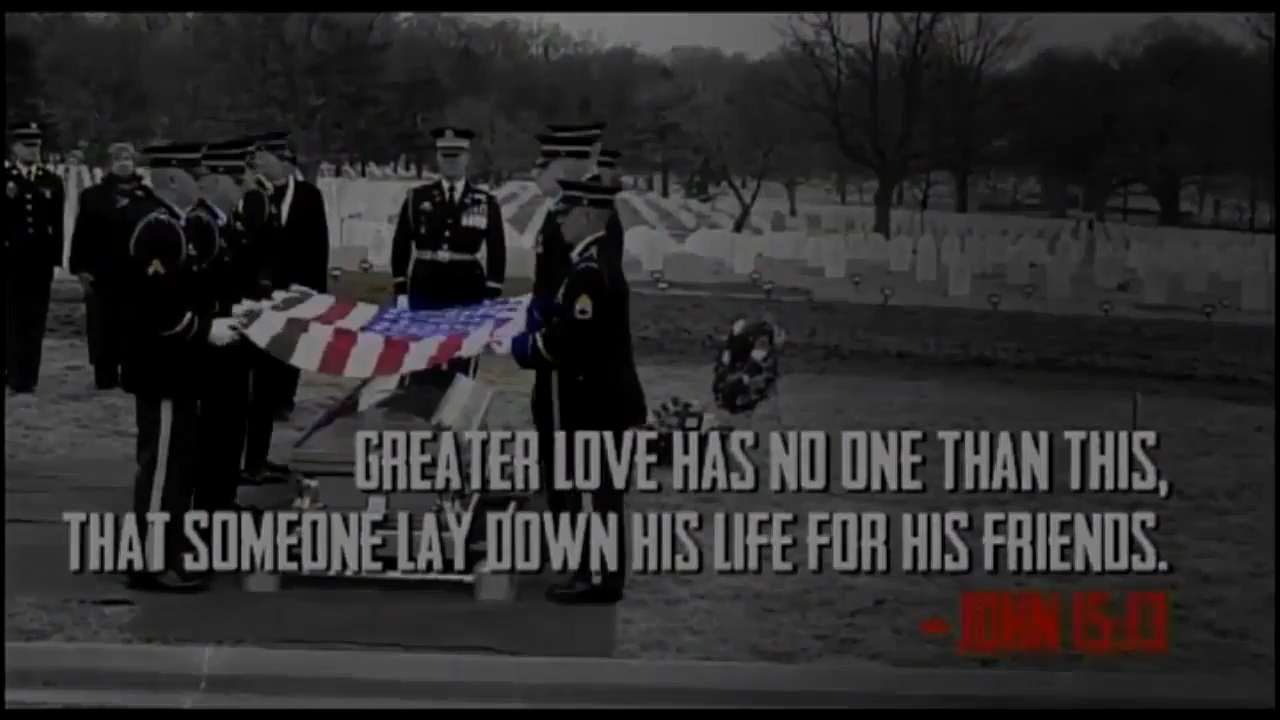 GREATER LOVE HAS NO ONE THAN THIS,
THAT SOMEONE LAY DOWN HIS LIFE FOR HIS FRIENDS.
- JOHN 15:13